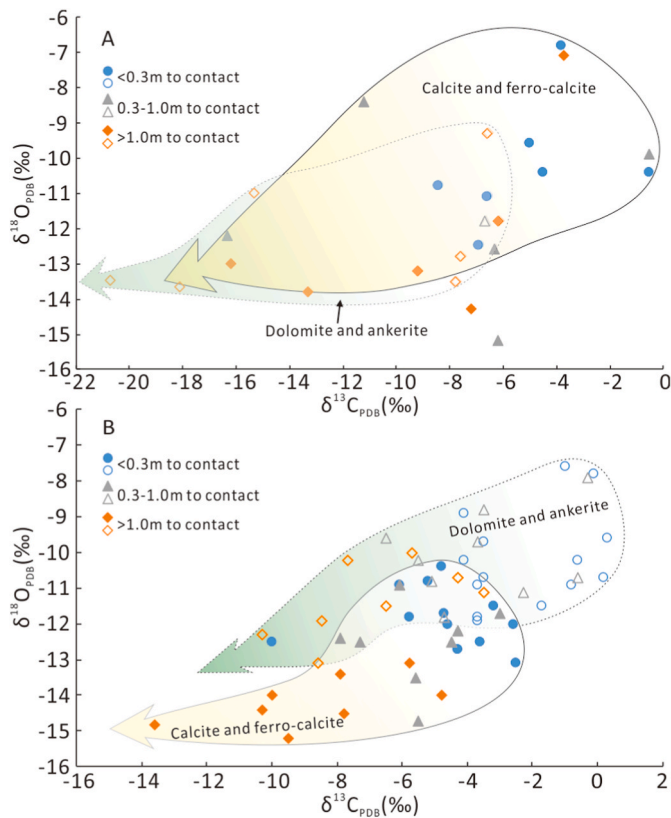 A
<0.3m to contact
0.3-1.0m to contact
>1.0m to contact
Calcite and ferro-calcite
Dolomite and ankerite
-6
-7
-8
-9
-10
-11
-12
-13
-14
-15
-16
δ18OPDB(‰)
-22 -20 -18 -16 -14 -12 -10 -8 -6 -4 -2 0
δ13CPDB(‰)
B
<0.3m to contact
0.3-1.0m to contact
>1.0m to contact
Dolomite and ankerite
Calcite and ferro-calcite
-6
-7
-8
-9
-10
-11
-12
-13
-14
-15
-16
δ18OPDB(‰)
-16 -14 -12 -10 -8 -6 -4 -2 0 2
δ13CPDB(‰)